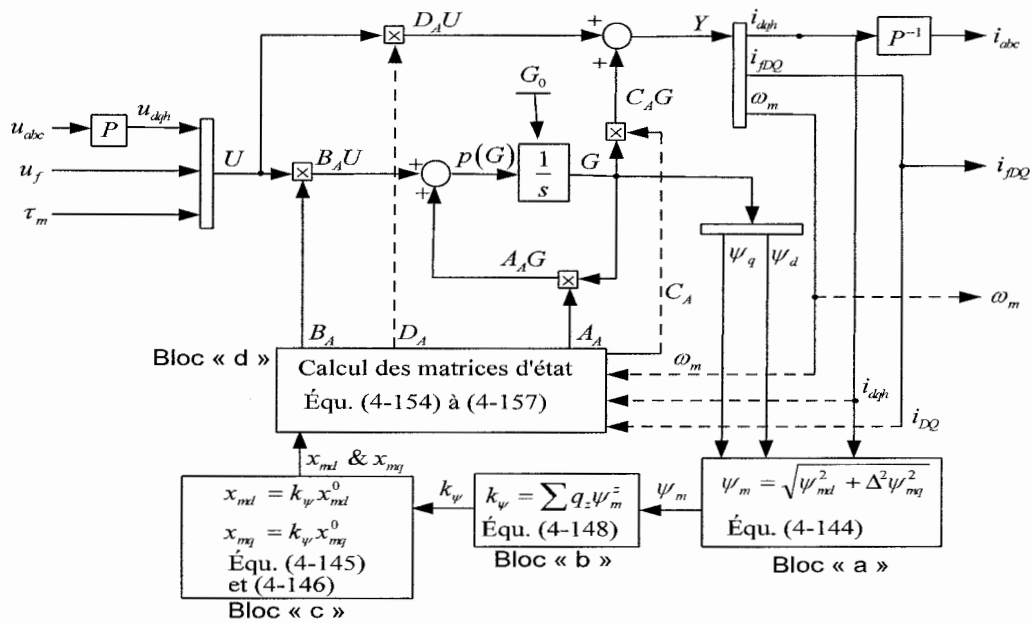 D_A U
Y
i_dqh
P⁻¹
i_abc
+
+
i_fDQ
G_0
C_A G
ω_m
u_abc
P
u_dqh
u_f
U
B_A U
+
+
p(G)
1/s
G
i_fDQ
τ_m
ψ_q
ψ_d
A_A G
C_A
ω_m
B_A
D_A
A_A
Bloc « d »
Calcul des matrices d'état
Équ. (4-154) à (4-157)
ω_m
i_dqh
i_DQ
x_md & x_mq
x_md = k_ψ x_md^0
x_mq = k_ψ x_mq^0
Équ. (4-145)
et (4-146)
Bloc « c »
k_ψ
k_ψ = ∑ q_z ψ_m^z
Équ. (4-148)
Bloc « b »
ψ_m
ψ_m = √(ψ_md^2 + Δ^2 ψ_mq^2)
Équ. (4-144)
Bloc « a »